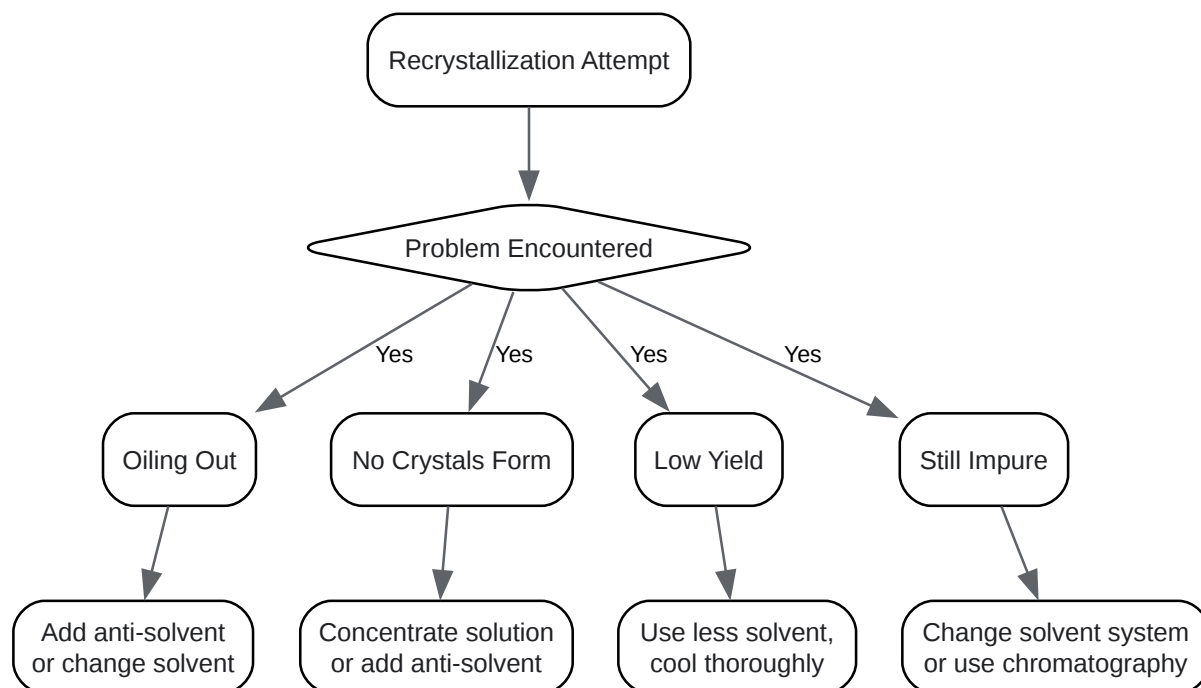 Recrystallization Attempt
Problem Encountered
Yes
Yes
Yes
Yes
Oiling Out
No Crystals Form
Low Yield
Still Impure
Add anti-solvent
or change solvent
Concentrate solution
or add anti-solvent
Use less solvent,
cool thoroughly
Change solvent system
or use chromatography